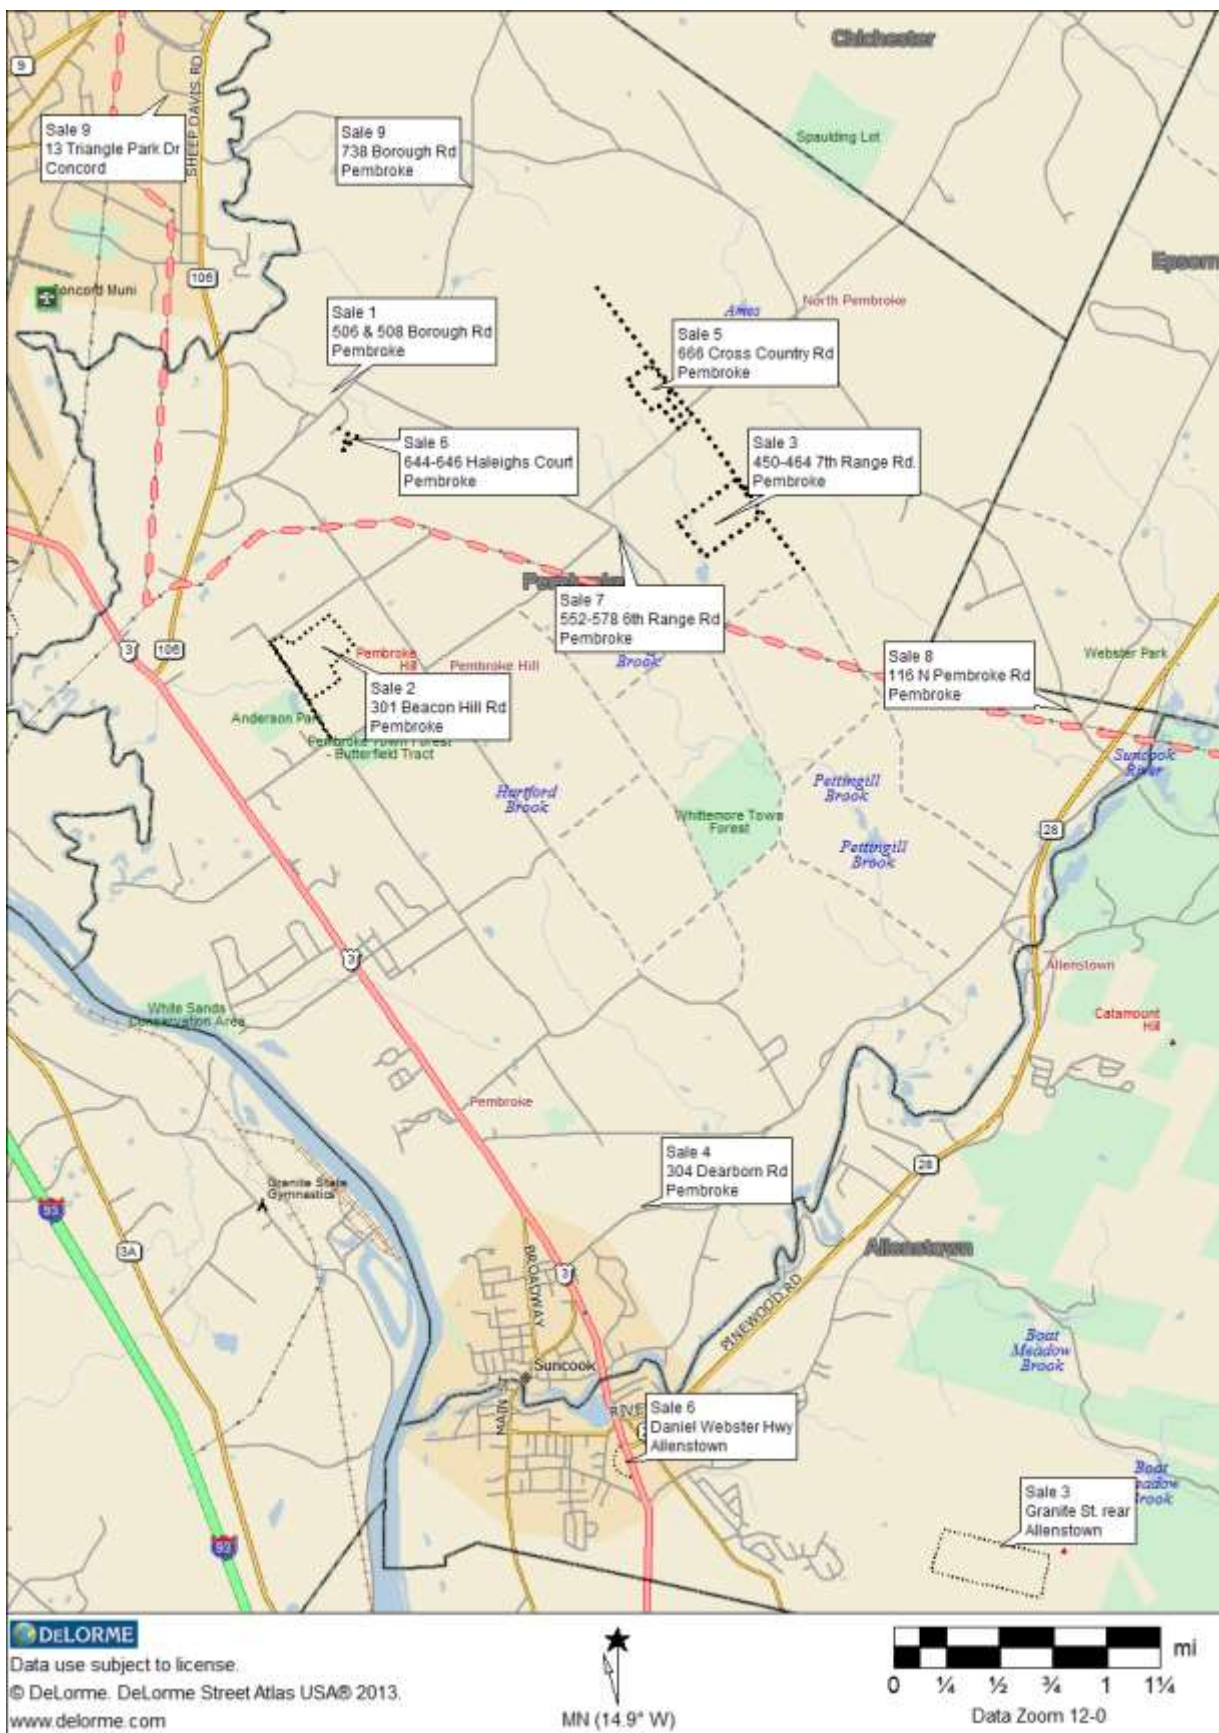 Chichester
9
SHEEP DAVIS RD
Sale 9
13 Triangle Park Dr
Concord
Sale 9
738 Borough Rd
Pembroke
Spaulding Lot
Epsom
106
Concord Muni
Sale 1
506 & 508 Borough Rd
Pembroke
Ames
North Pembroke
Sale 5
666 Cross Country Rd
Pembroke
Sale 6
644-646 Haleighs Court
Pembroke
Sale 3
450-464 7th Range Rd.
Pembroke
Pembroke
Sale 7
552-578 6th Range Rd
Pembroke
Brook
3
106
Pembroke
Hill
Pembroke Hill
Sale 8
116 N Pembroke Rd
Pembroke
Webster Park
Sale 2
301 Beacon Hill Rd
Pembroke
Anderson Park
Pembroke Town Forest
- Butterfield Tract
Suncook
River
Hartford
Brook
Pettingill
Brook
Whittemore Town
Forest
28
Pettingill
Brook
3
Allenstown
White Sands
Conservation Area
Catamount
Hill
Pembroke
Sale 4
304 Dearborn Rd
Pembroke
28
Granite State
Gymnastics
93
3A
Allenstown
BROADWAY
3
PINEWOOD RD
Boat
Meadow
Brook
Suncook
MAIN ST
RIVE
Sale 6
Daniel Webster Hwy
Allenstown
Boat
eadow
Brook
Sale 3
Granite St. rear
Allenstown
93
DELORME
Data use subject to license.
© DeLorme. DeLorme Street Atlas USA® 2013.
www.delorme.com
MN (14.9° W)
mi
0 ¼ ½ ¾ 1 1¼
Data Zoom 12-0